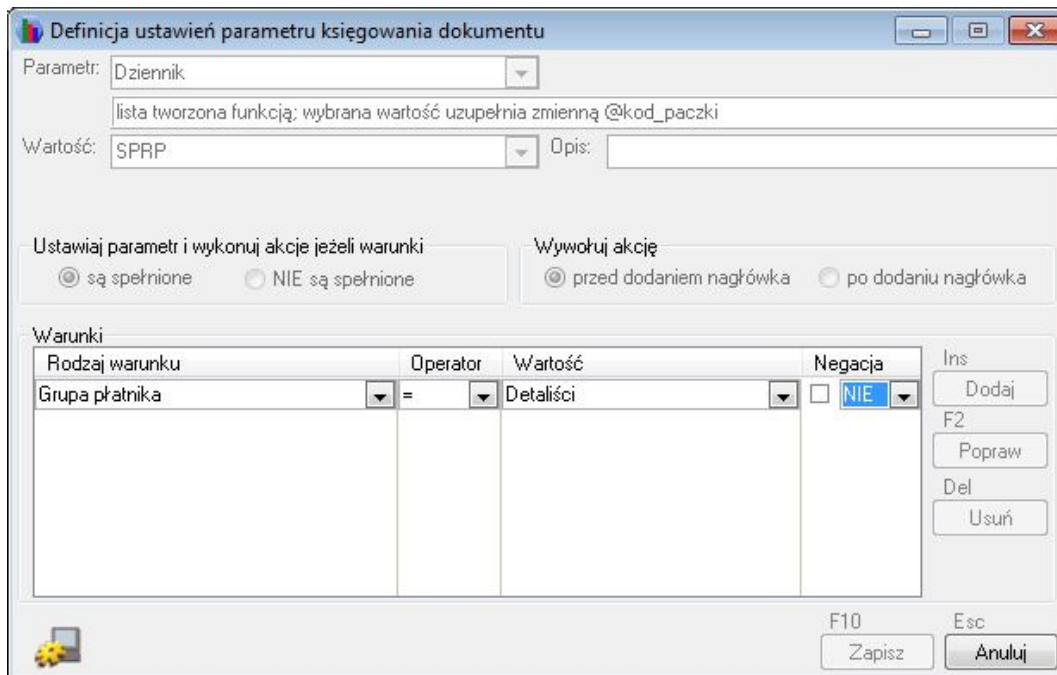 Definicja ustawień parametru księgowania dokumentu
Parametr: Dziennik
lista tworzona funkcją; wybrana wartość uzupełnia zmienną @kod_paczki
Wartość: SPRP Opis:
Ustawiaj parametr i wykonuj akcje jeżeli warunki Wywołuj akcję
są spełnione NIE są spełnione przed dodaniem nagłówka po dodaniu nagłówka
Warunki
Rodzaj warunku Operator Wartość Negacja Ins
Grupa płatnika = Detaliści NIE Dodaj
F2
Popraw
Del
Usuń
F10 Esc
Zapisz Anuluj